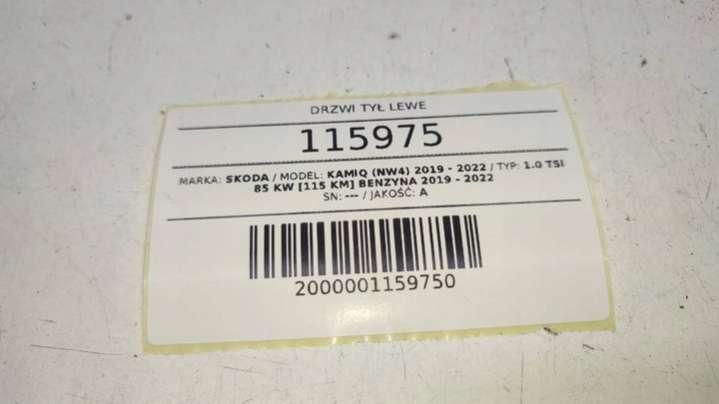 DRZWI TYŁ LEWE
115975
MARKA: SKODA / MODEL: KAMIQ (NW4) 2019 - 2022 / TYP: 1.0 TSI
85 KW [115 KM] BENZYNA 2019 - 2022
SN: --- / JAKOŚĆ: A
2000001159750